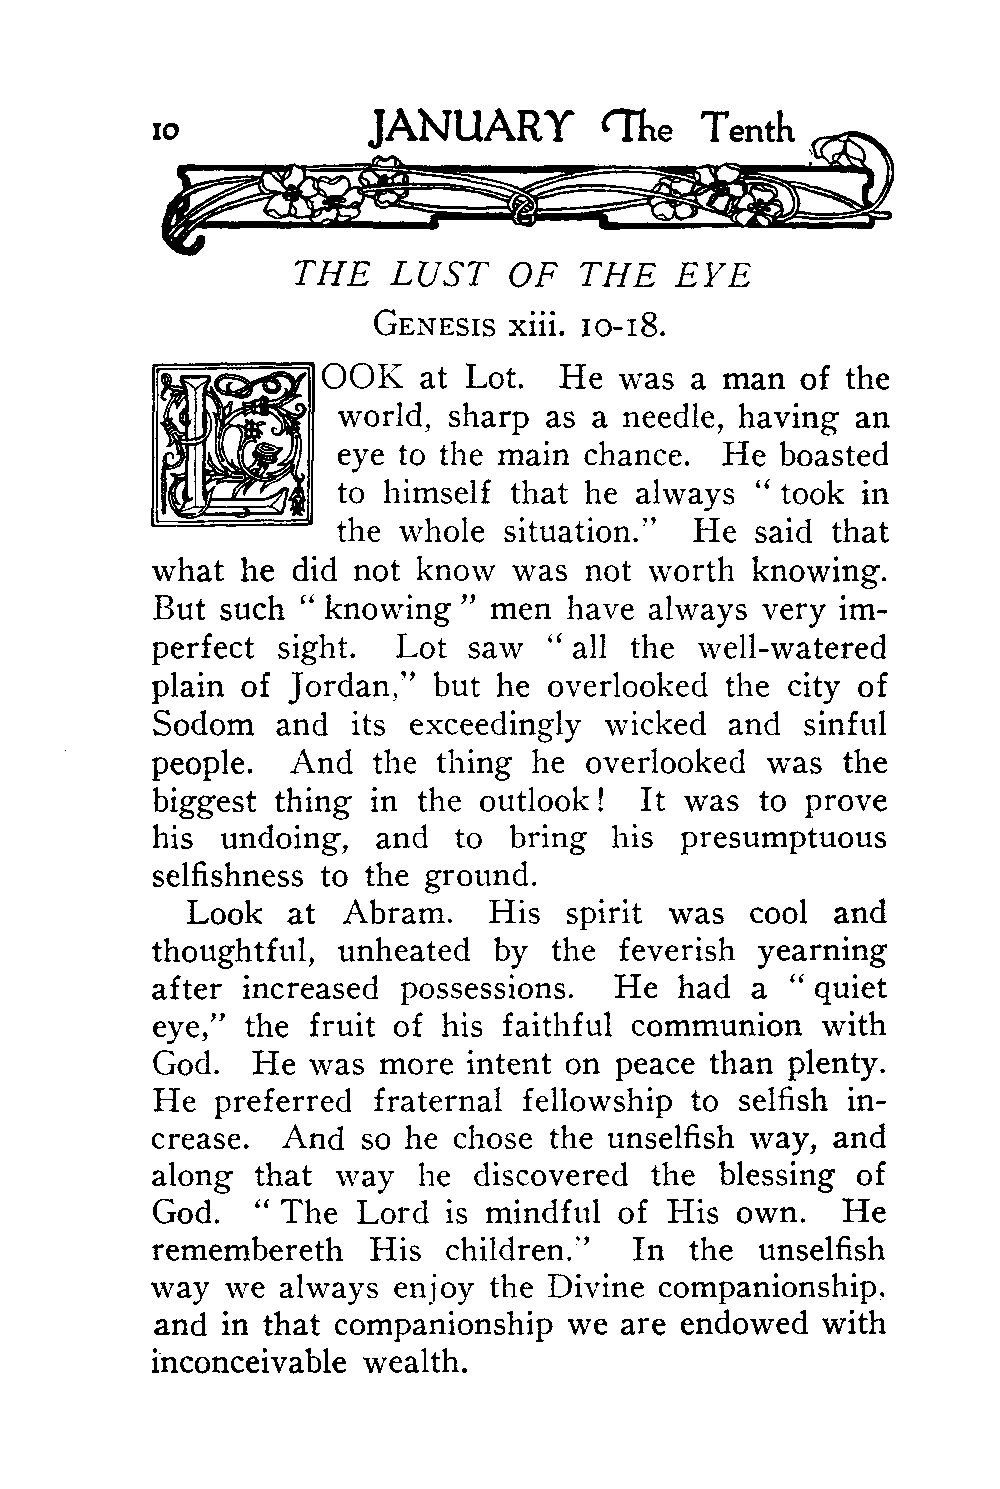 10 JANUARY The Tenth
THE LUST OF THE EYE
GENESIS xiii. 10-18.
LOOK at Lot. He was a man of the
world, sharp as a needle, having an
eye to the main chance. He boasted
to himself that he always “ took in
the whole situation.” He said that
what he did not know was not worth knowing.
But such “ knowing ” men have always very im-
perfect sight. Lot saw “ all the well-watered
plain of Jordan,” but he overlooked the city of
Sodom and its exceedingly wicked and sinful
people. And the thing he overlooked was the
biggest thing in the outlook! It was to prove
his undoing, and to bring his presumptuous
selfishness to the ground.
Look at Abram. His spirit was cool and
thoughtful, unheated by the feverish yearning
after increased possessions. He had a “ quiet
eye,” the fruit of his faithful communion with
God. He was more intent on peace than plenty.
He preferred fraternal fellowship to selfish in-
crease. And so he chose the unselfish way, and
along that way he discovered the blessing of
God. “ The Lord is mindful of His own. He
remembereth His children.” In the unselfish
way we always enjoy the Divine companionship,
and in that companionship we are endowed with
inconceivable wealth.